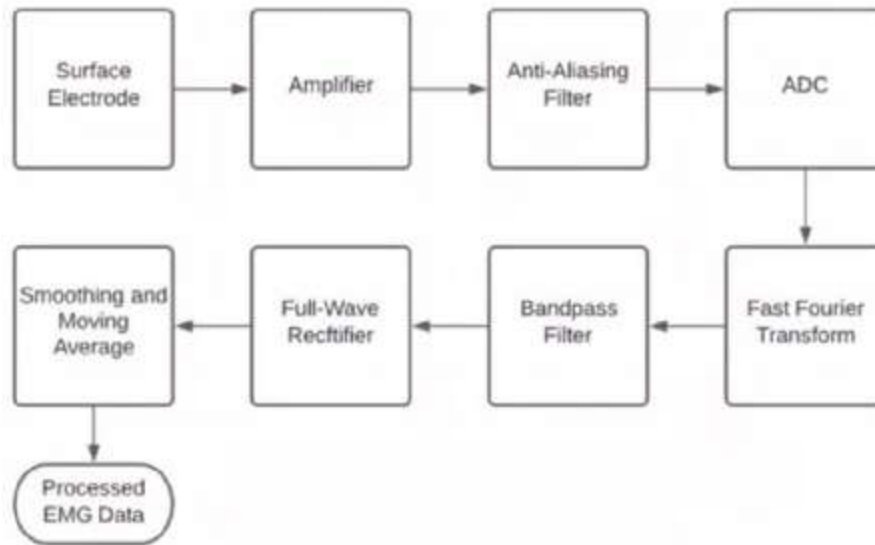 Surface
Electrode
Amplifier
Anti-Aliasing
Filter
ADC
Smoothing and
Moving
Average
Full-Wave
Recftifier
Bandpass
Filter
Fast Fourier
Transform
Processed
EMG Data